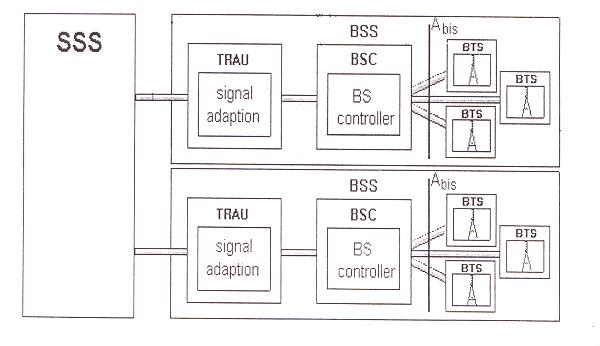 SSS
BSS
TRAU
signal
adaption
BSC
BS
controller
Abis
BTS
BTS
BTS
BSS
TRAU
signal
adaption
BSC
BS
controller
Abis
BTS
BTS
BTS